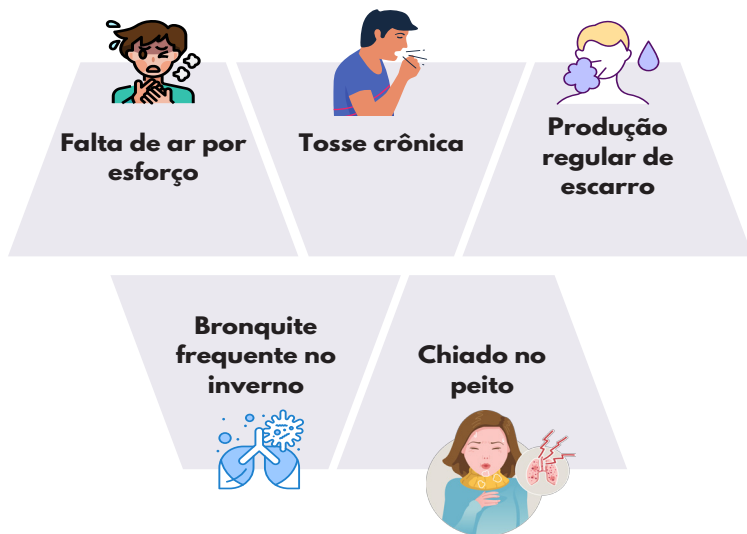 Falta de ar por
esforço
Tosse crônica
Produção
regular de
escarro
Bronquite
frequente no
inverno
Chiado no
peito